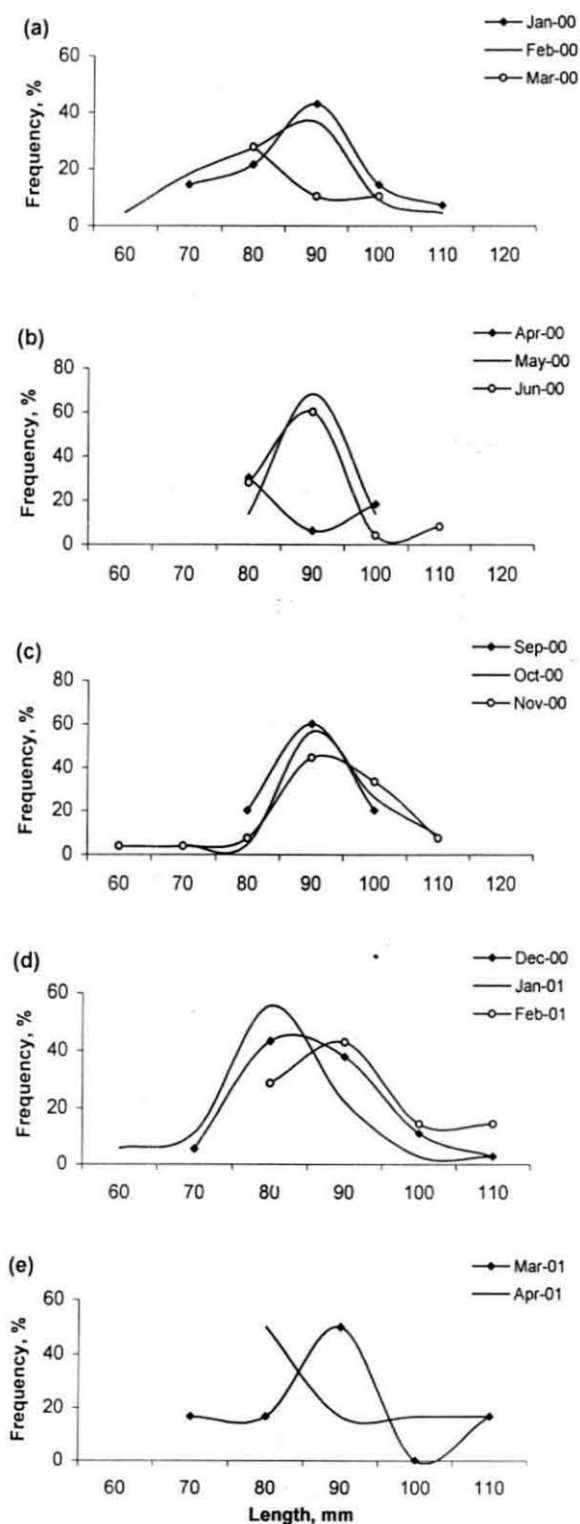 (a)
Jan-00
Feb-00
Mar-00
Frequency, %
60
40
20
0
60 70 80 90 100 110 120
(b)
Apr-00
May-00
Jun-00
Frequency, %
80
60
40
20
0
60 70 80 90 100 110 120
(c)
Sep-00
Oct-00
Nov-00
Frequency, %
80
60
40
20
0
60 70 80 90 100 110 120
(d)
Dec-00
Jan-01
Feb-01
Frequency, %
60
40
20
0
60 70 80 90 100 110
(e)
Mar-01
Apr-01
Frequency, %
60
40
20
0
60 70 80 90 100 110
Length, mm